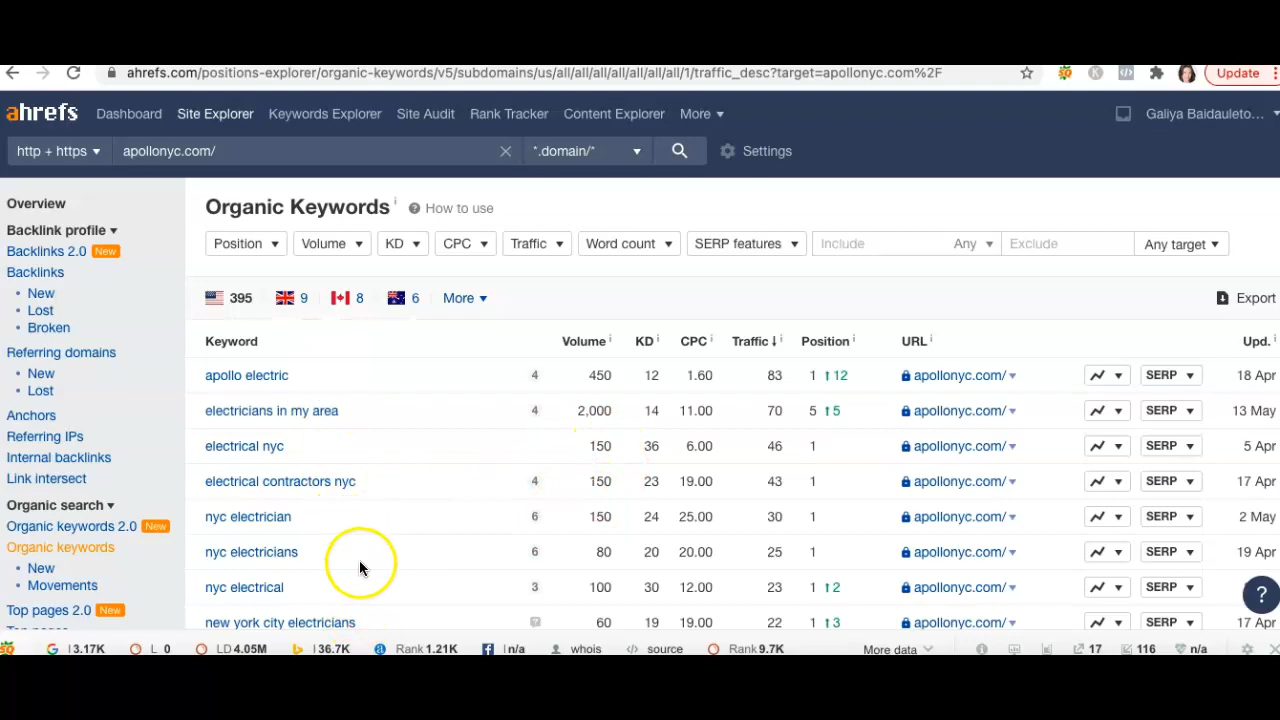 ahrefs.com/positions-explorer/organic-keywords/v5/subdomains/us/all/all/all/all/all/all/1/traffic_desc?target=apollonyc.com%2F Update
ahrefs Dashboard Site Explorer Keywords Explorer Site Audit Rank Tracker Content Explorer More Galiya Baidauleto...
http + https apollonyc.com/ *.domain/* Settings
Overview
Backlink profile
Backlinks 2.0 New
Backlinks
New
Lost
Broken
Referring domains
New
Lost
Anchors
Referring IPs
Internal backlinks
Link intersect
Organic search
Organic keywords 2.0 New
Organic keywords
New
Movements
Top pages 2.0 New
Organic Keywords How to use
Position Volume KD CPC Traffic Word count SERP features Include Any Exclude Any target
395 9 8 6 More Export
Keyword Volume KD CPC Traffic Position URL Upd.
apollo electric 4 450 12 1.60 83 1 ↑12 apollonyc.com/ SERP 18 Apr
electricians in my area 4 2,000 14 11.00 70 5 ↑5 apollonyc.com/ SERP 13 May
electrical nyc 150 36 6.00 46 1 apollonyc.com/ SERP 5 Apr
electrical contractors nyc 4 150 23 19.00 43 1 apollonyc.com/ SERP 17 Apr
nyc electrician 6 150 24 25.00 30 1 apollonyc.com/ SERP 2 May
nyc electricians 6 80 20 20.00 25 1 apollonyc.com/ SERP 19 Apr
nyc electrical 3 100 30 12.00 23 1 ↑2 apollonyc.com/ SERP
new york city electricians 60 19 19.00 22 1 ↑3 apollonyc.com/ SERP 17 Apr
?
I 3.17K L 0 LD 4.05M I 36.7K Rank 1.21K I n/a whois source Rank 9.7K More data 17 116 n/a